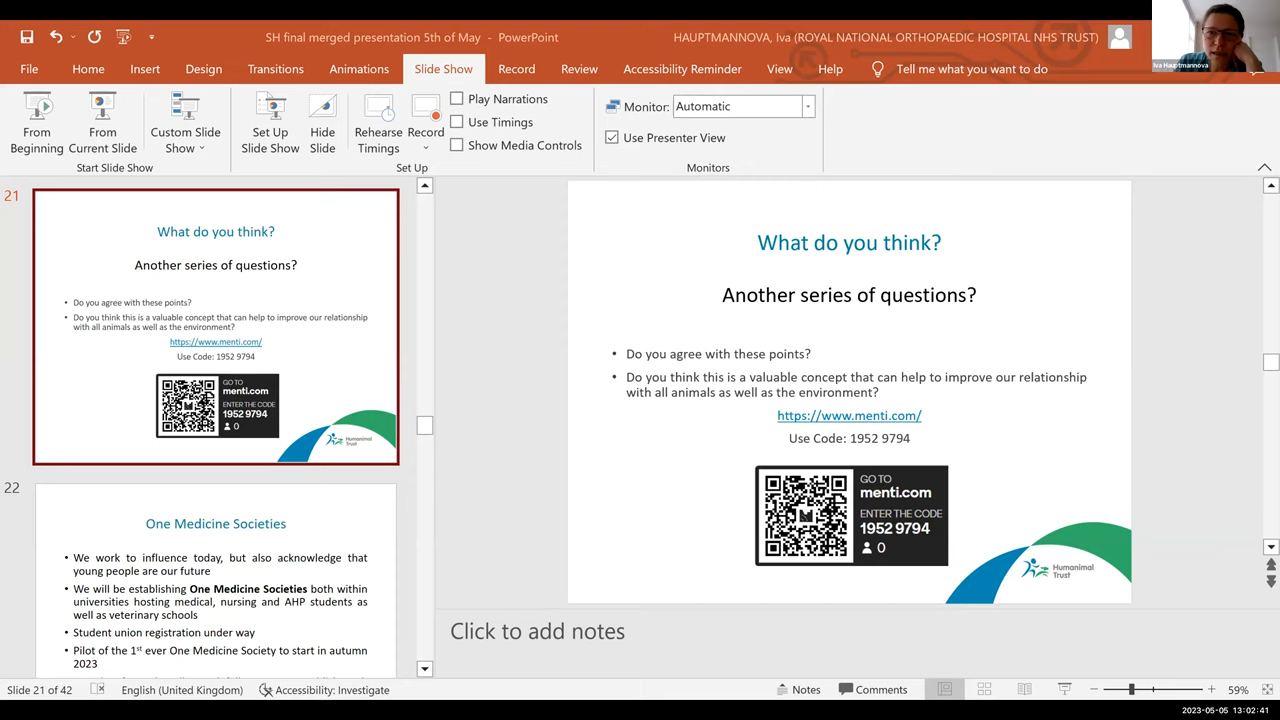 SH final merged presentation 5th of May - PowerPoint
HAUPTMANNOVA, Iva (ROYAL NATIONAL ORTHOPAEDIC HOSPITAL NHS TRUST)
Iva Hauptmannova
File Home Insert Design Transitions Animations Slide Show Record Review Accessibility Reminder View Help Tell me what you want to do
From Beginning
From Current Slide
Custom Slide Show
Start Slide Show
Set Up Slide Show
Hide Slide
Rehearse Timings
Record
Play Narrations
Use Timings
Show Media Controls
Set Up
Monitor: Automatic
Use Presenter View
Monitors
21
What do you think?
Another series of questions?
• Do you agree with these points?
• Do you think this is a valuable concept that can help to improve our relationship
with all animals as well as the environment?
https://www.menti.com/
Use Code: 1952 9794
GO TO
menti.com
ENTER THE CODE
1952 9794
0
Humanimal
Trust
22
One Medicine Societies
• We work to influence today, but also acknowledge that
young people are our future
• We will be establishing One Medicine Societies both within
universities hosting medical, nursing and AHP students as
well as veterinary schools
• Student union registration under way
• Pilot of the 1st ever One Medicine Society to start in autumn
2023
What do you think?
Another series of questions?
• Do you agree with these points?
• Do you think this is a valuable concept that can help to improve our relationship
with all animals as well as the environment?
https://www.menti.com/
Use Code: 1952 9794
GO TO
menti.com
ENTER THE CODE
1952 9794
0
Humanimal
Trust
Click to add notes
Slide 21 of 42 English (United Kingdom) Accessibility: Investigate Notes Comments 59%
2023-05-05 13:02:41